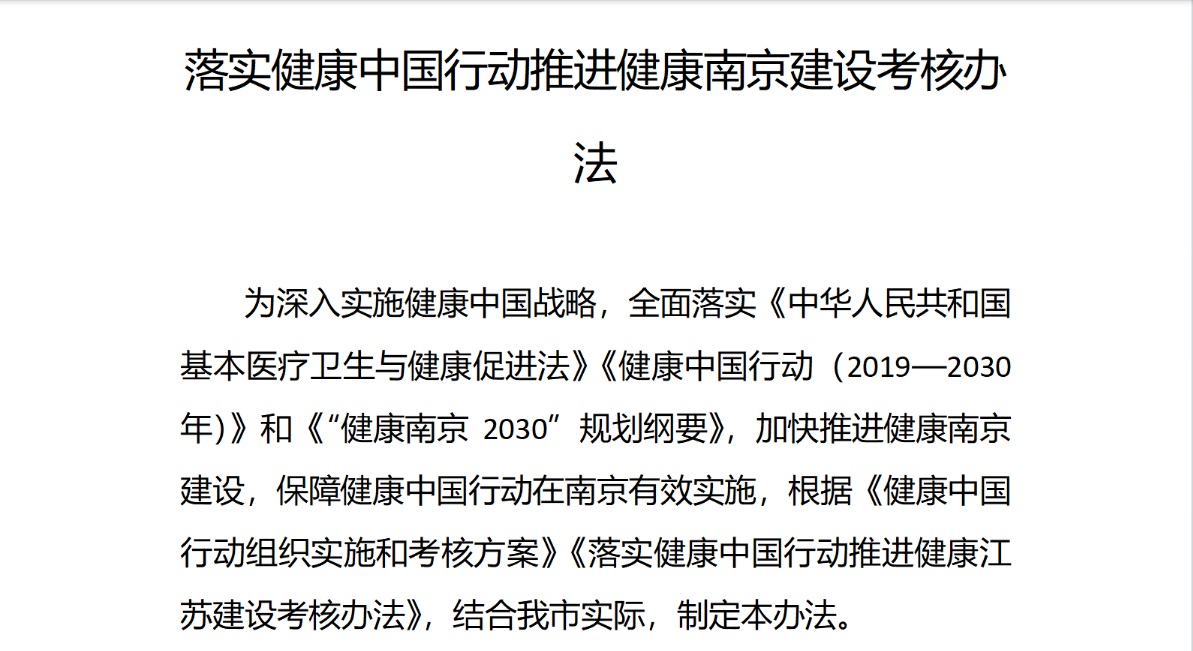 落实健康中国行动推进健康南京建设考核办
法
为深入实施健康中国战略，全面落实《中华人民共和国
基本医疗卫生与健康促进法》《健康中国行动（2019—2030
年)》和《“健康南京 2030”规划纲要》，加快推进健康南京
建设，保障健康中国行动在南京有效实施，根据《健康中国
行动组织实施和考核方案》《落实健康中国行动推进健康江
苏建设考核办法》，结合我市实际，制定本办法。